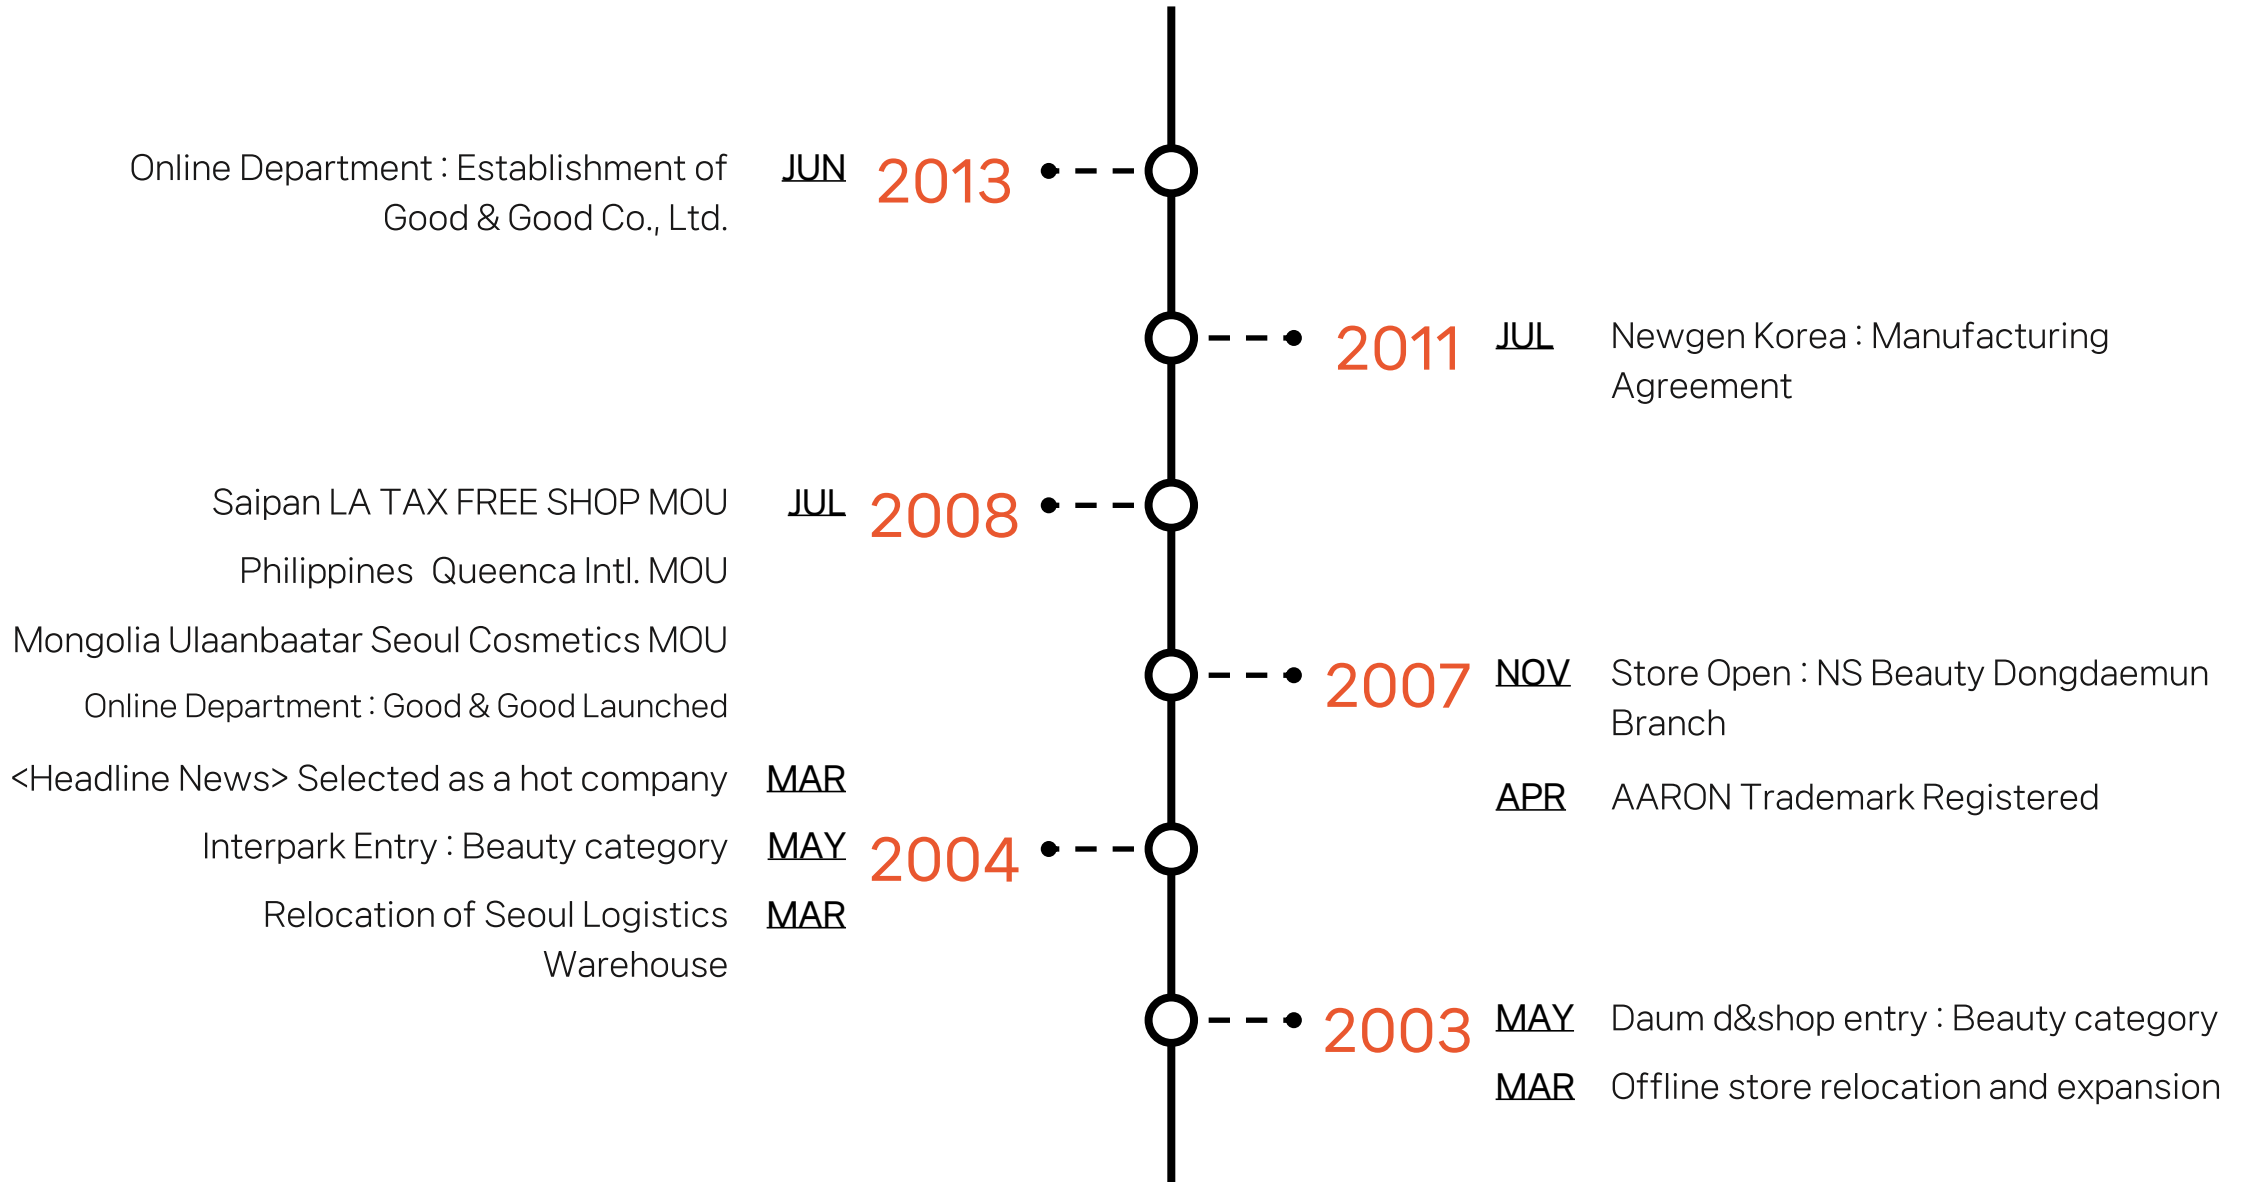 Online Department : Establishment of
Good & Good Co., Ltd.
JUN
2013
2011
JUL
Newgen Korea : Manufacturing
Agreement
Saipan LA TAX FREE SHOP MOU
JUL
2008
Philippines Queenca Intl. MOU
Mongolia Ulaanbaatar Seoul Cosmetics MOU
Online Department : Good & Good Launched
<Headline News> Selected as a hot company
MAR
2007
NOV
Store Open : NS Beauty Dongdaemun
Branch
APR
AARON Trademark Registered
Interpark Entry : Beauty category
MAY
2004
Relocation of Seoul Logistics
Warehouse
MAR
2003
MAY
Daum d&shop entry : Beauty category
MAR
Offline store relocation and expansion